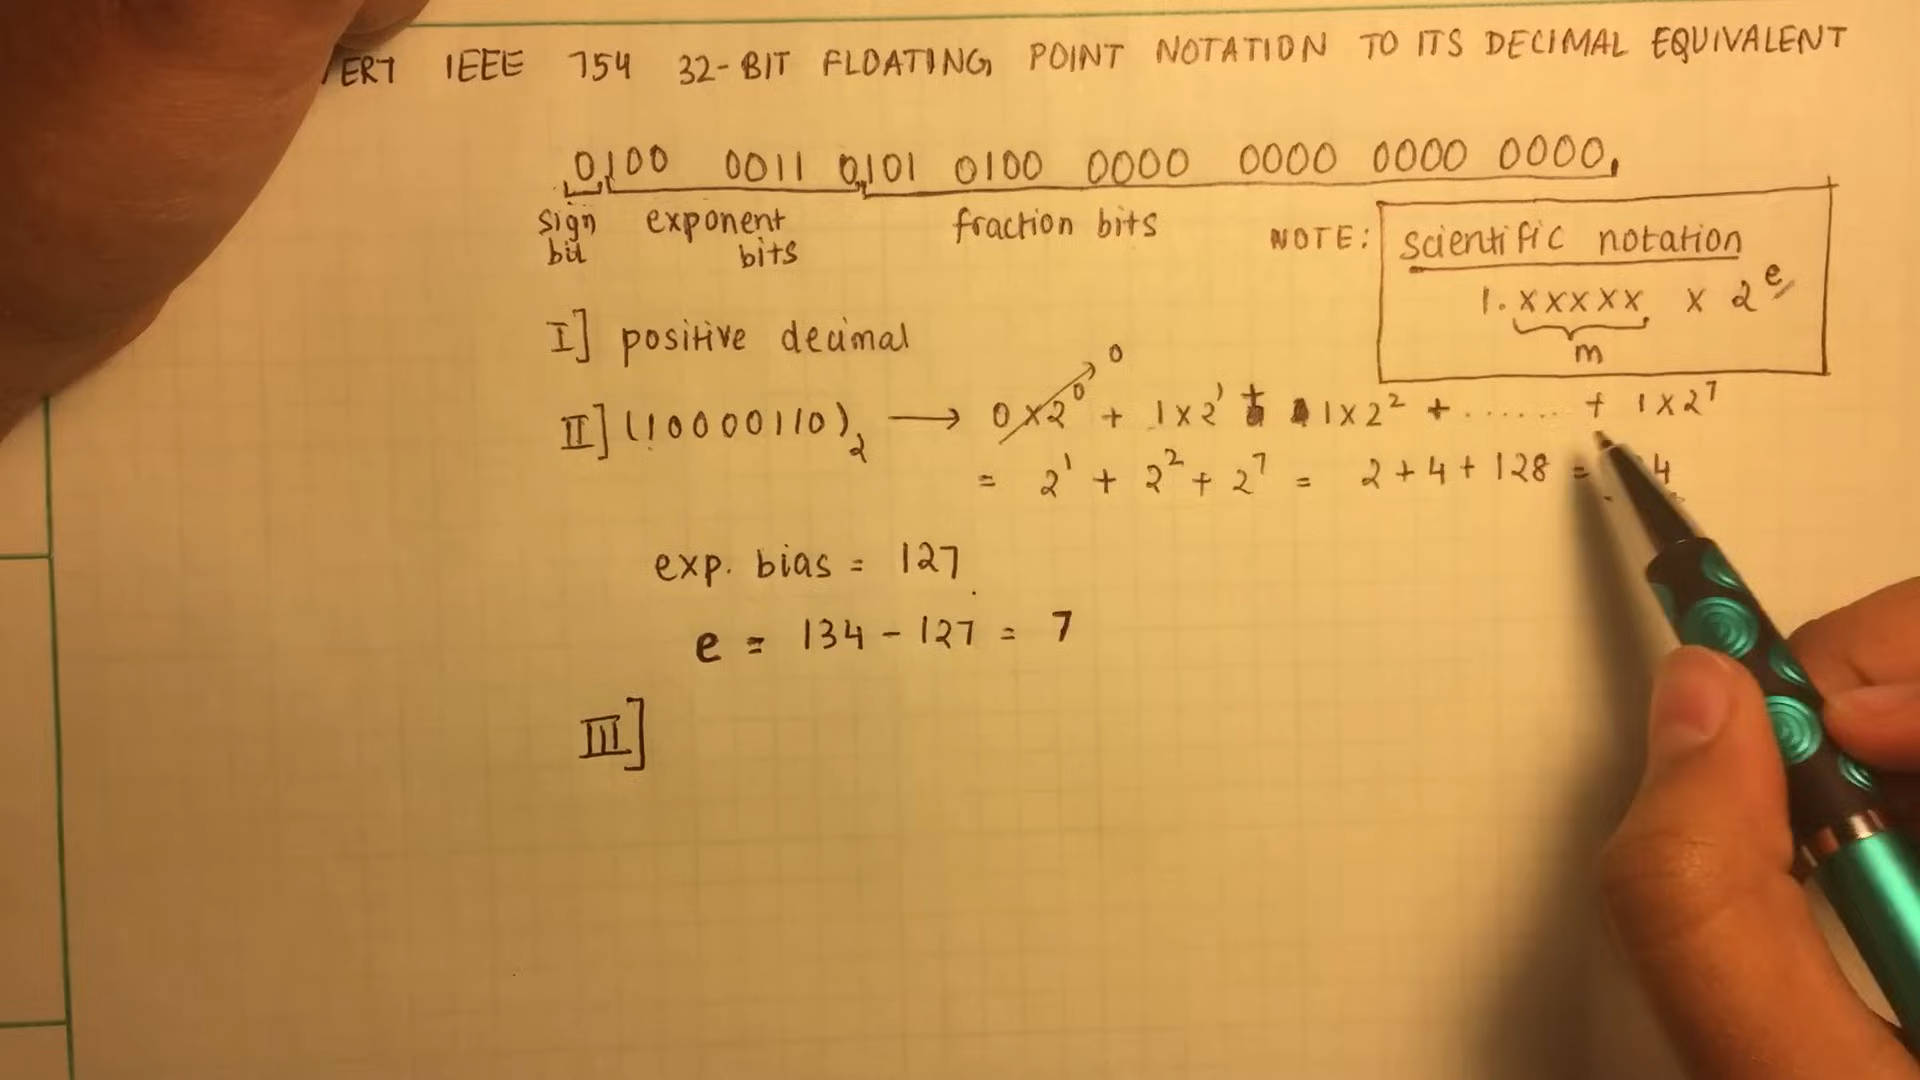 VERT IEEE 754 32-BIT FLOATING POINT NOTATION TO ITS DECIMAL EQUIVALENT
0100 0011 0101 0100 0000 0000 0000 0000
sign bit
exponent bits
fraction bits
NOTE: scientific notation
1.xxxxx x 2^e
m
I] positive decimal
0
II] (10000110)₂ → 0x2⁰ + 1x2¹ + 1x2² + ...... + 1x2⁷
= 2¹ + 2² + 2⁷ = 2 + 4 + 128 =
exp. bias = 127
e = 134 - 127 = 7
III]